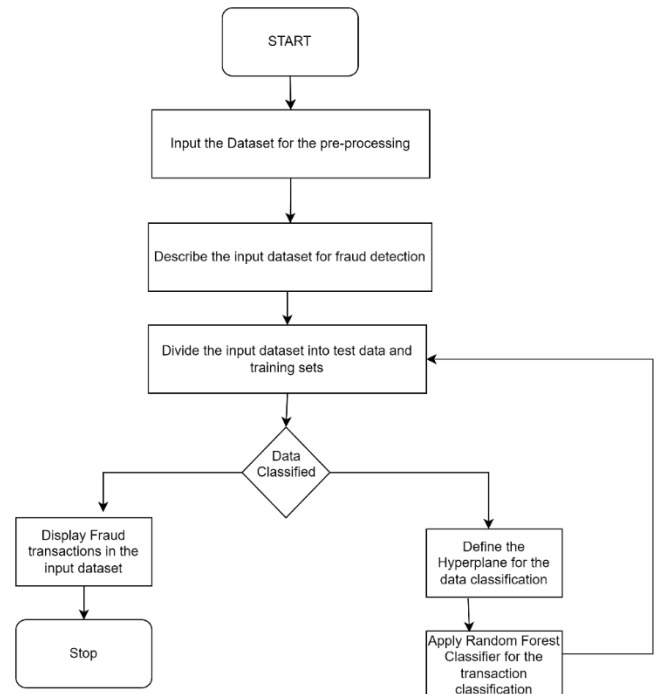 START
Input the Dataset for the pre-processing
Describe the input dataset for fraud detection
Divide the input dataset into test data and
training sets
Data
Classified
Display Fraud
transactions in the
input dataset
Stop
Define the
Hyperplane for the
data classification
Apply Random Forest
Classifier for the
transaction
classification